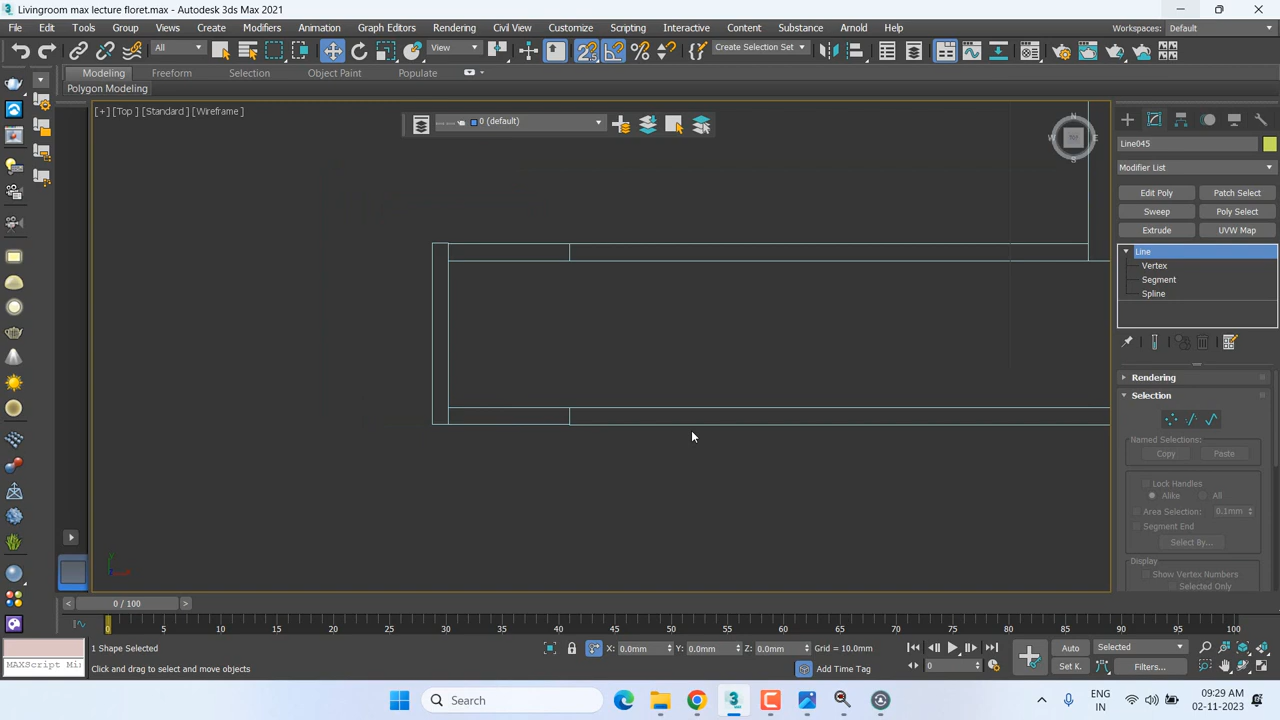 Livingroom max lecture floret.max - Autodesk 3ds Max 2021
File Edit Tools Group Views Create Modifiers Animation Graph Editors Rendering Civil View Customize Scripting Interactive Content Substance Arnold Help
Workspaces: Default
All View Create Selection Set
Modeling Freeform Selection Object Paint Populate
Polygon Modeling
[+] [Top ] [Standard ] [Wireframe ]
0 (default)
N
W E
S
Line045
Modifier List
Edit Poly Patch Select
Sweep Poly Select
Extrude UVW Map
Line
Vertex
Segment
Spline
Rendering
Selection
Named Selections:
Copy Paste
Lock Handles
Alike All
Area Selection: 0.1mm
Segment End
Select By...
Display
Show Vertex Numbers
Selected Only
< 0 / 100 >
0 5 10 15 20 25 30 35 40 45 50 55 60 65 70 75 80 85 90 95 100
1 Shape Selected
X: 0.0mm Y: 0.0mm Z: 0.0mm Grid = 10.0mm
Auto Selected
MAXScript Mi
Click and drag to select and move objects
Add Time Tag
0
Set K. Filters...
Search
ENG
IN
09:29 AM
02-11-2023